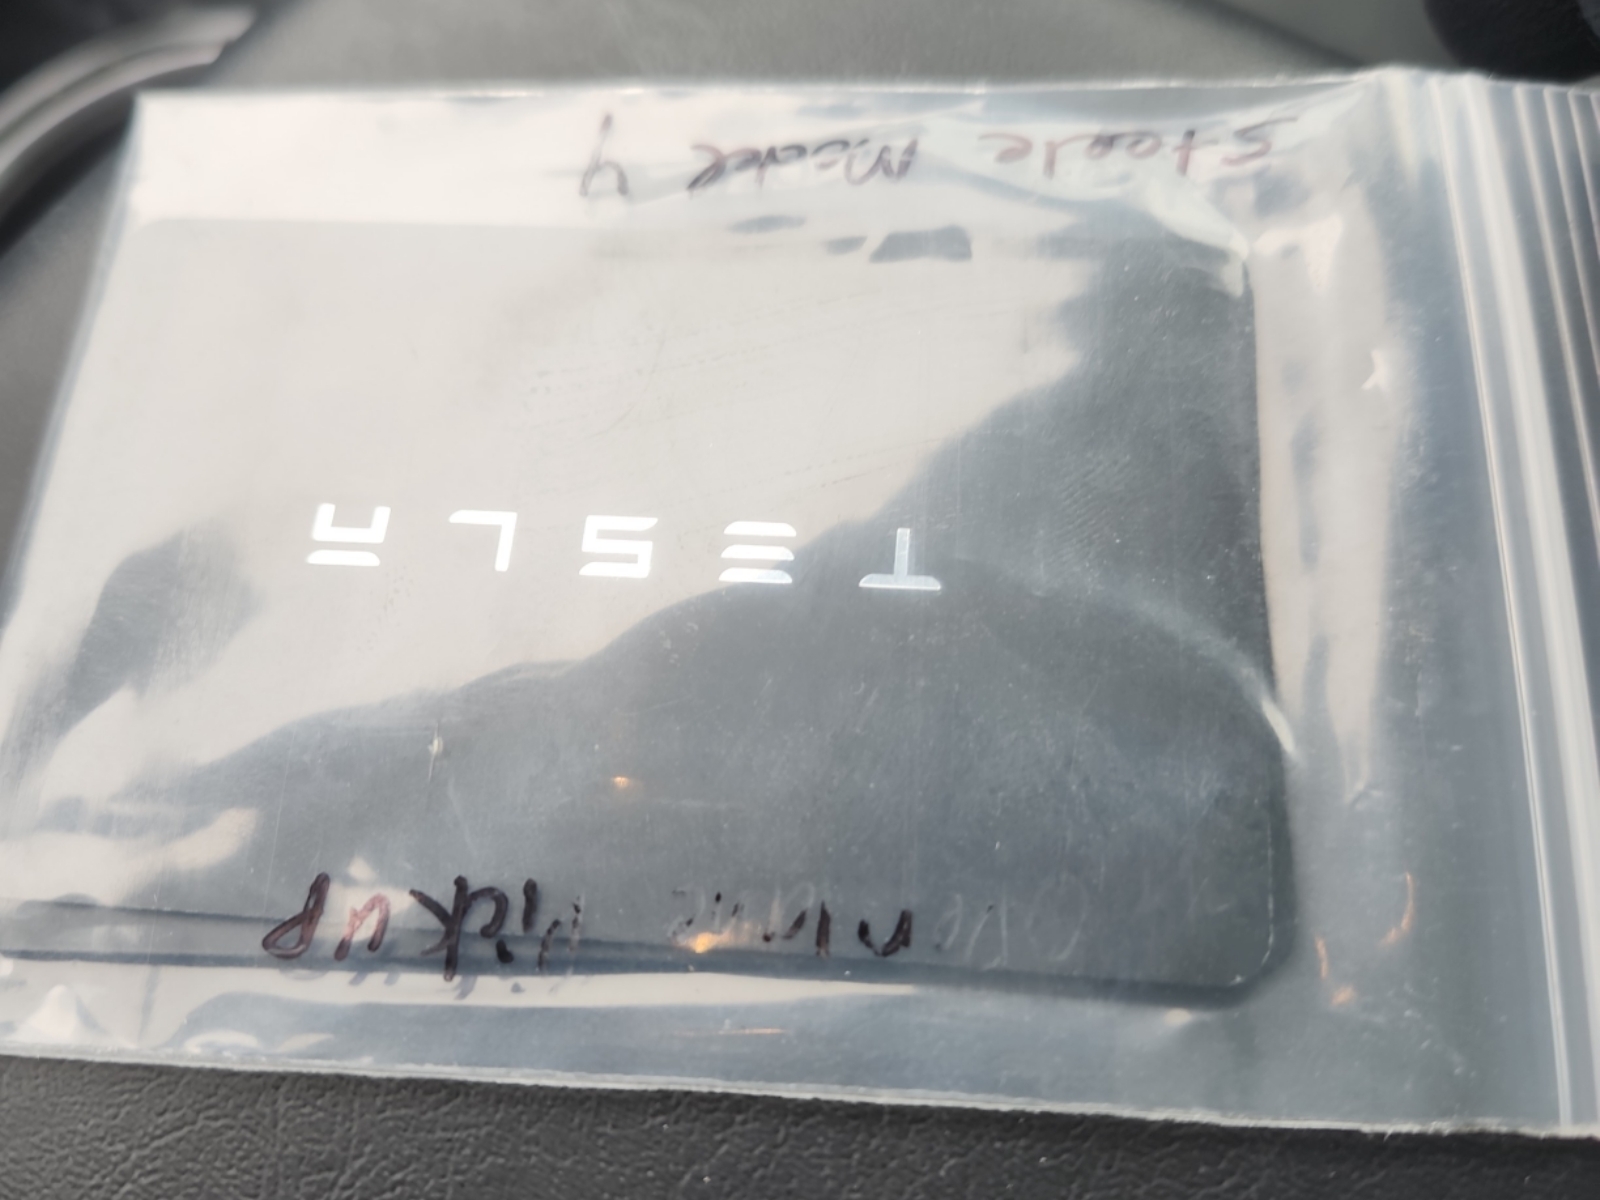 Pickup
TESLA
Steele Model Y